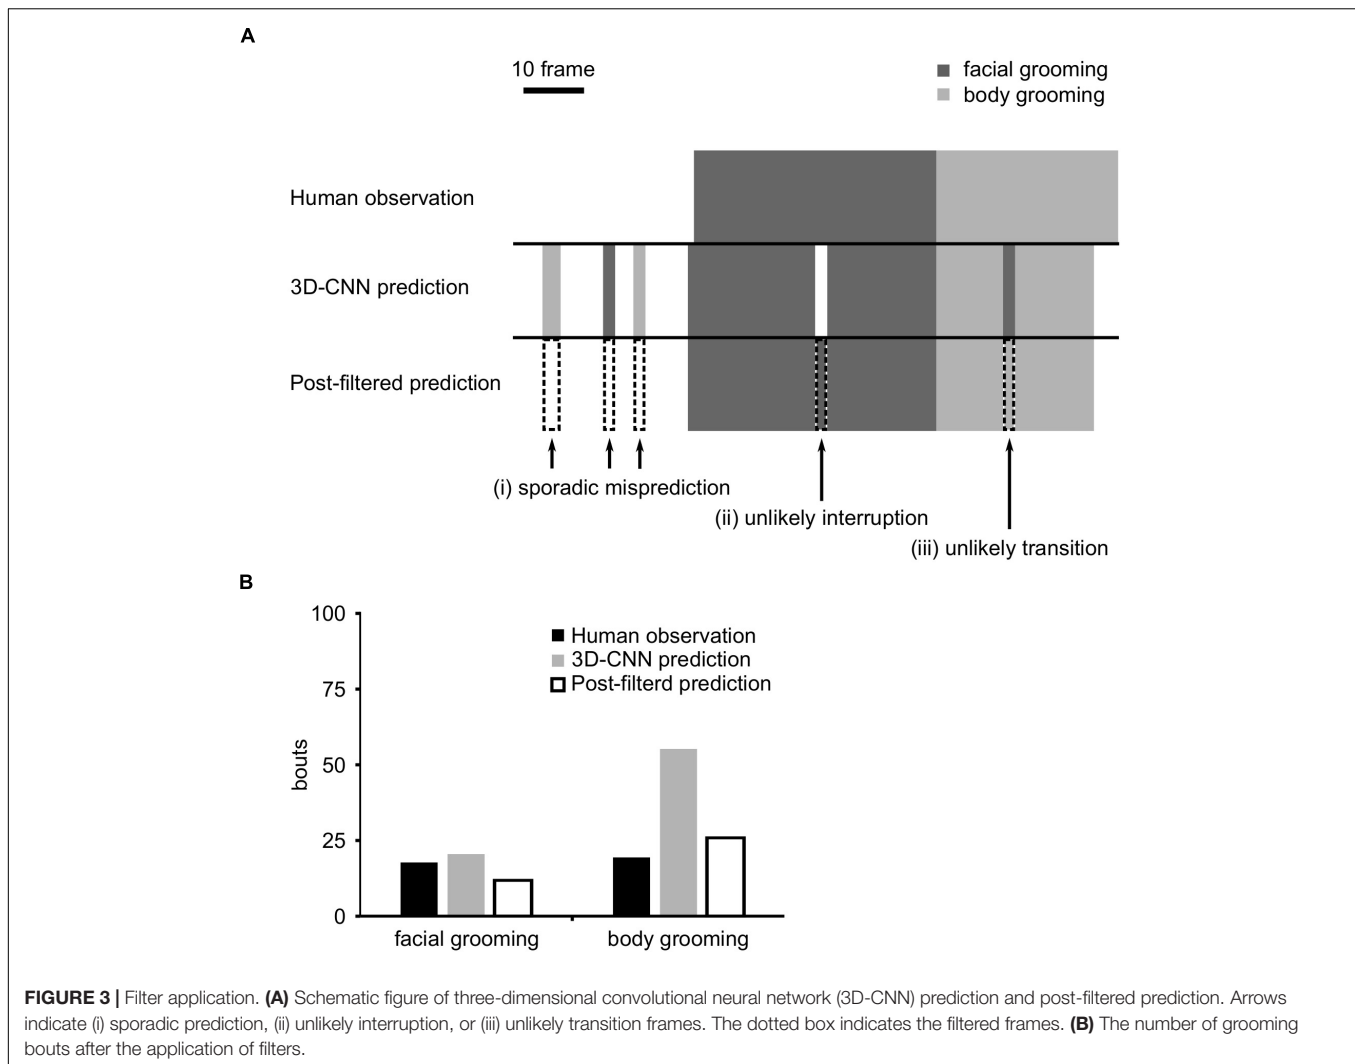 A
10 frame
facial grooming
body grooming
Human observation
3D-CNN prediction
Post-filtered prediction
(i) sporadic misprediction
(ii) unlikely interruption
(iii) unlikely transition
B
100
75
50
25
0
bouts
Human observation
3D-CNN prediction
Post-filterd prediction
facial grooming
body grooming
FIGURE 3 | Filter application. (A) Schematic figure of three-dimensional convolutional neural network (3D-CNN) prediction and post-filtered prediction. Arrows
indicate (i) sporadic prediction, (ii) unlikely interruption, or (iii) unlikely transition frames. The dotted box indicates the filtered frames. (B) The number of grooming
bouts after the application of filters.